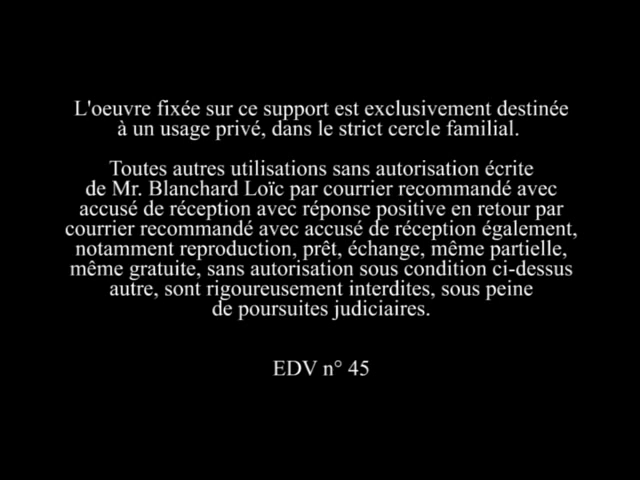 L'oeuvre fixée sur ce support est exclusivement destinée
à un usage privé, dans le strict cercle familial.
Toutes autres utilisations sans autorisation écrite
de Mr. Blanchard Loïc par courrier recommandé avec
accusé de réception avec réponse positive en retour par
courrier recommandé avec accusé de réception également,
notamment reproduction, prêt, échange, même partielle,
même gratuite, sans autorisation sous condition ci-dessus
autre, sont rigoureusement interdites, sous peine
de poursuites judiciaires.
EDV n° 45